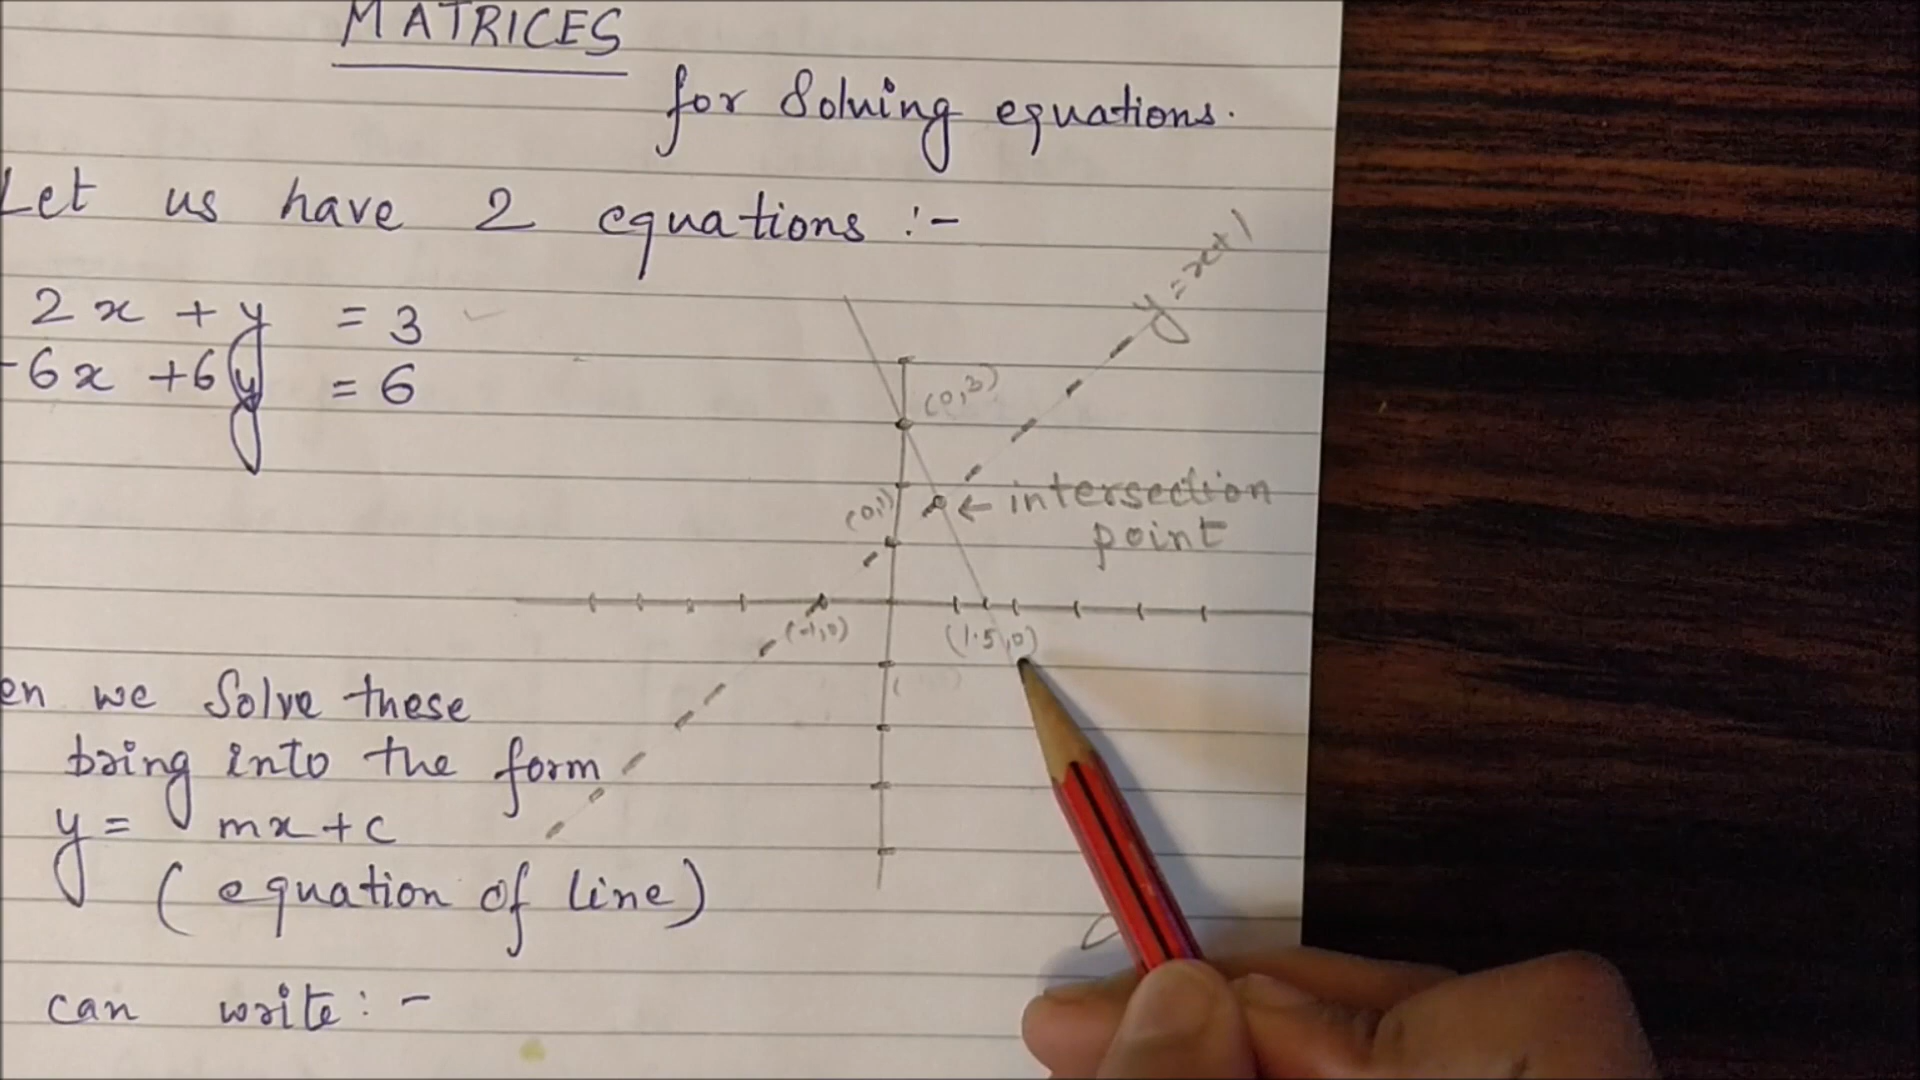 MATRICES
for Solving equations.
Let us have 2 equations :-
2x + y = 3
-6x +6y = 6
y = x+1
(0,3)
(0,1)
← intersection
point
(-1,0)
(1.5,0)
en we Solve these
bring into the form
y = mx+c
(equation of line)
can write :-